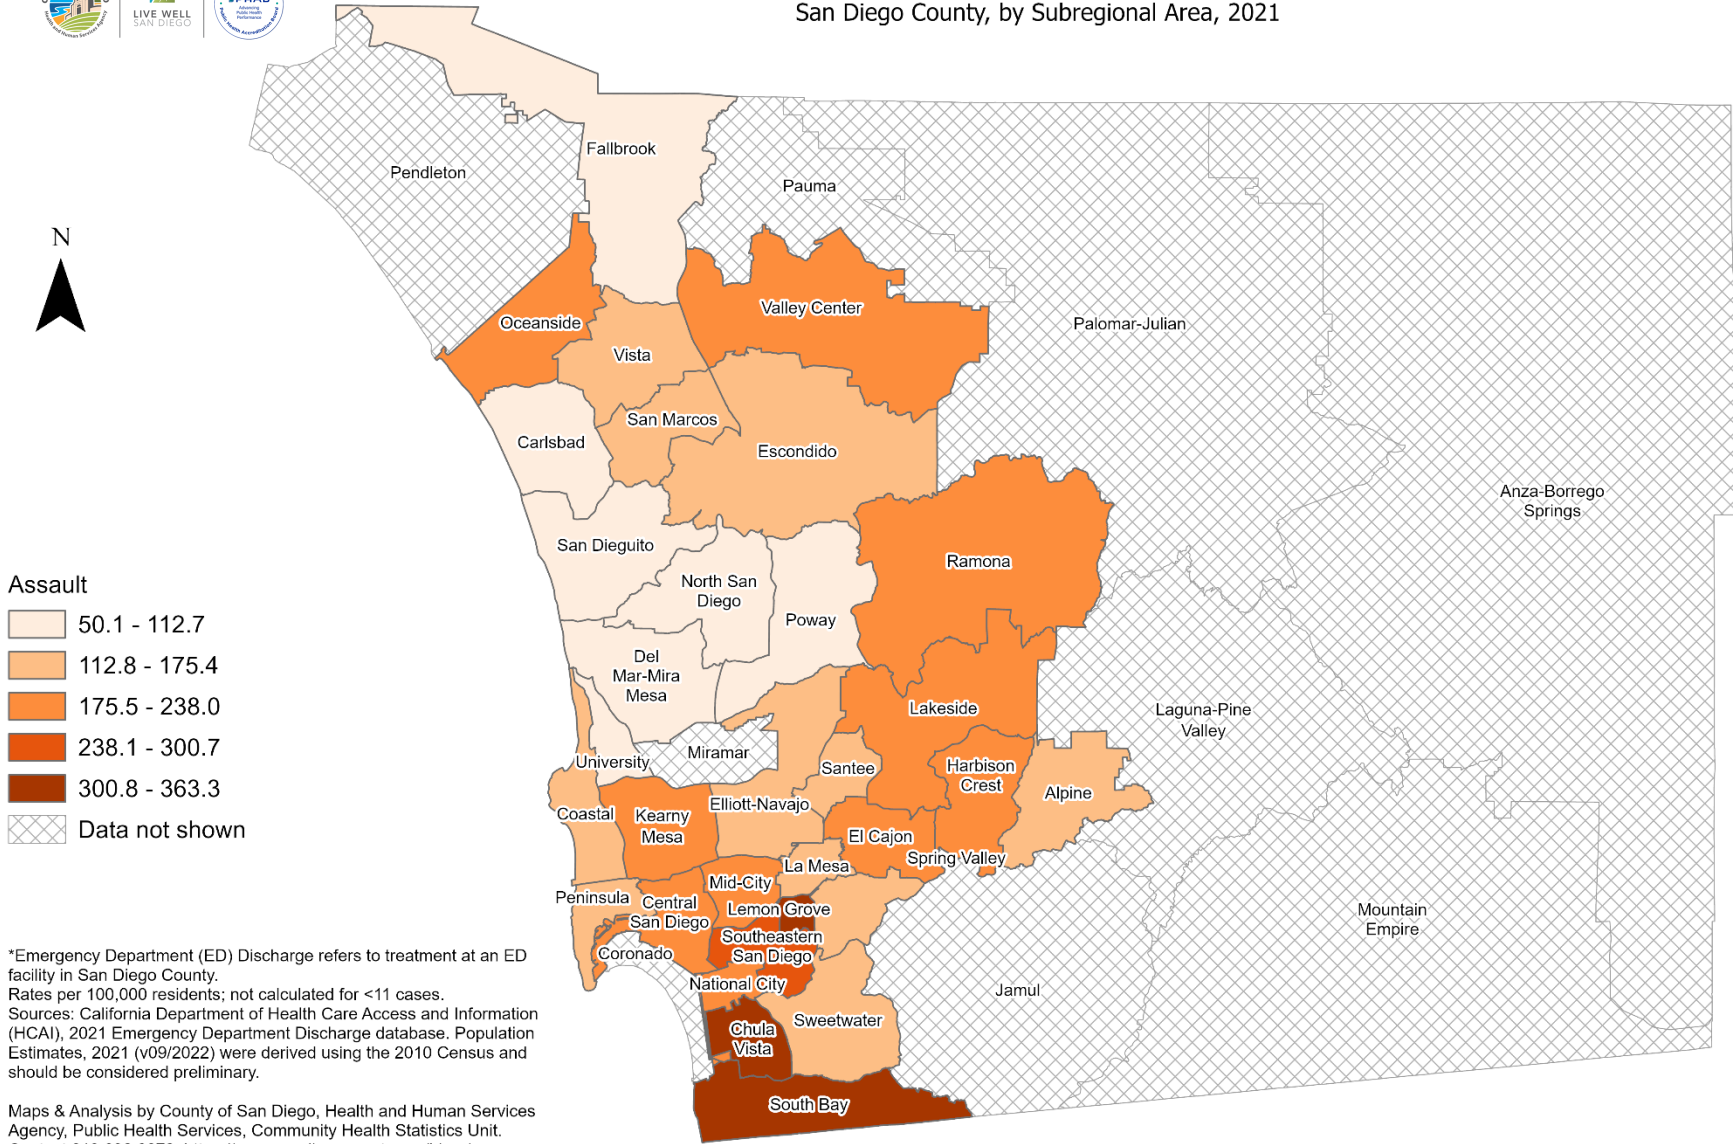 San Diego County, by Subregional Area, 2021
LIVE WELL
SAN DIEGO
Advancing
Public Health
Performance
N
Fallbrook
Pendleton
Pauma
Oceanside
Valley Center
Palomar-Julian
Vista
San Marcos
Carlsbad
Escondido
Anza-Borrego
Springs
San Dieguito
Ramona
North San
Diego
Poway
Del
Mar-Mira
Mesa
Lakeside
Laguna-Pine
Valley
Miramar
University
Santee
Harbison
Crest
Alpine
Elliott-Navajo
Coastal
Kearny
Mesa
El Cajon
La Mesa
Spring Valley
Mid-City
Peninsula
Central
San Diego
Lemon Grove
Mountain
Empire
Southeastern
San Diego
Coronado
National City
Jamul
Chula
Vista
Sweetwater
South Bay
Assault
50.1 - 112.7
112.8 - 175.4
175.5 - 238.0
238.1 - 300.7
300.8 - 363.3
Data not shown
*Emergency Department (ED) Discharge refers to treatment at an ED
facility in San Diego County.
Rates per 100,000 residents; not calculated for <11 cases.
Sources: California Department of Health Care Access and Information
(HCAI), 2021 Emergency Department Discharge database. Population
Estimates, 2021 (v09/2022) were derived using the 2010 Census and
should be considered preliminary.
Maps & Analysis by County of San Diego, Health and Human Services
Agency, Public Health Services, Community Health Statistics Unit.